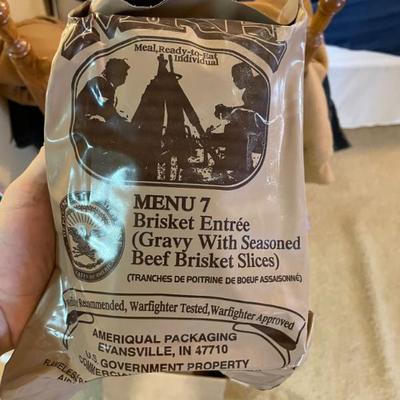 Meal, Ready-to-Eat
Individual
MENU 7
Brisket Entrée
(Gravy With Seasoned
Beef Brisket Slices)
(TRANCHES DE POITRINE DE BOEUF ASSAISONNÉ)
Recommended, Warfighter Tested, Warfighter Approved
AMERIQUAL PACKAGING
EVANSVILLE, IN 47710
U.S. GOVERNMENT PROPERTY